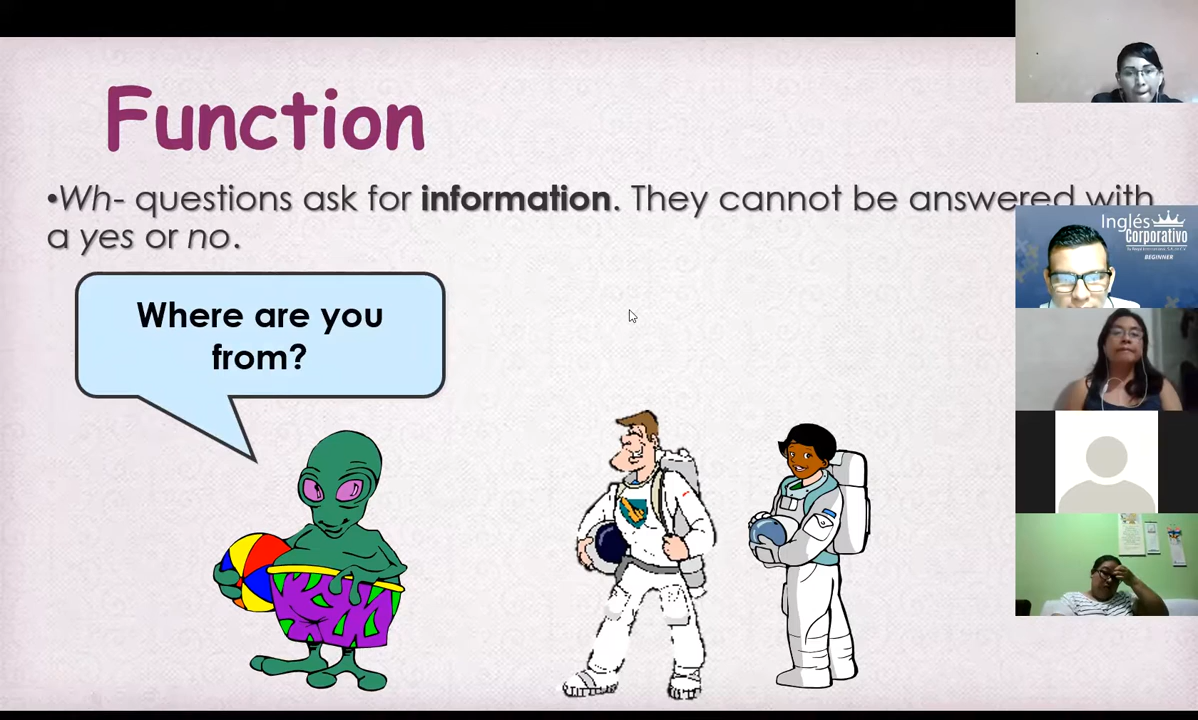 Function
•Wh- questions ask for information. They cannot be answered with
a yes or no.
Where are you
from?
Inglés
Corporativo
BEGINNER